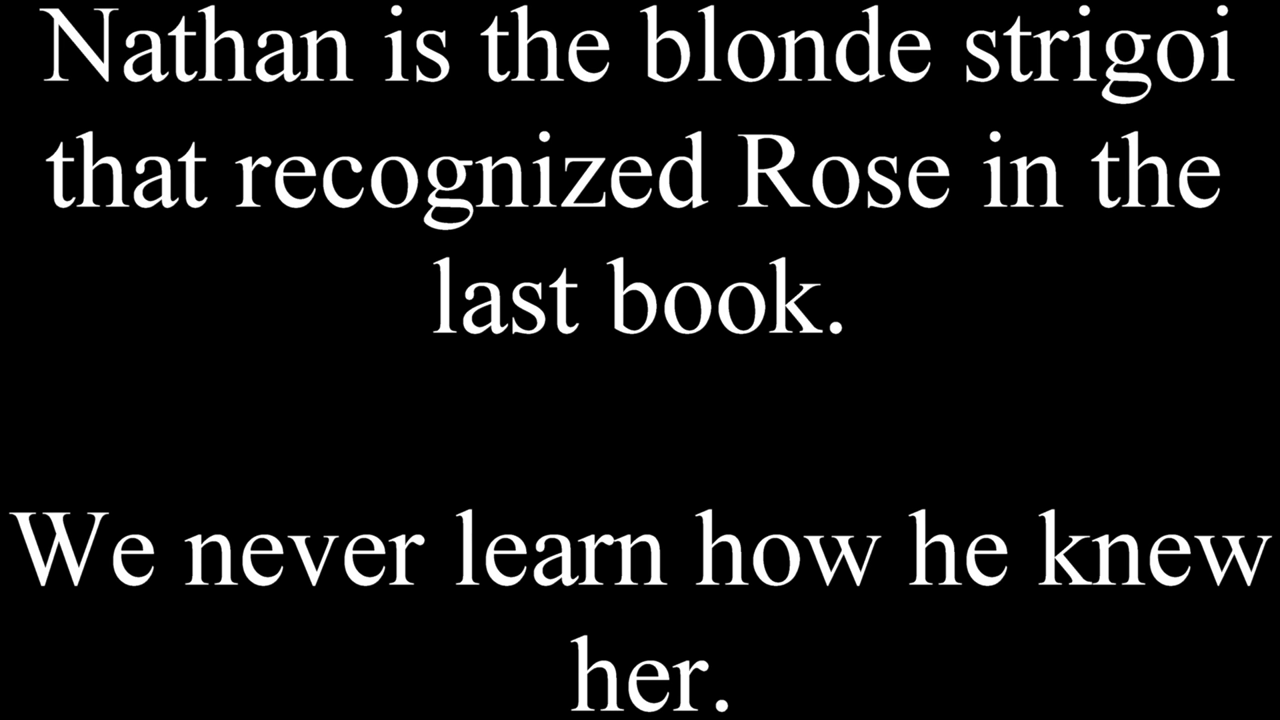 Nathan is the blonde strigoi
that recognized Rose in the
last book.
We never learn how he knew
her.